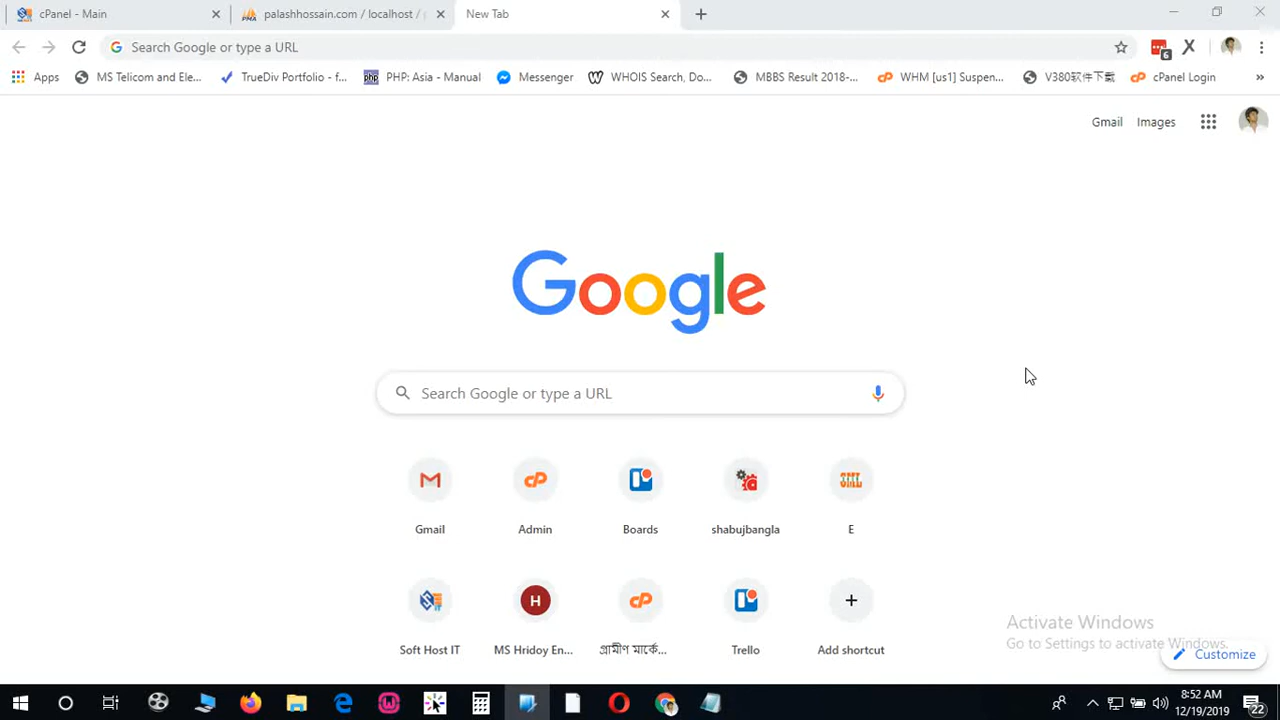 cPanel - Main
palashhossain.com / localhost /
New Tab
Search Google or type a URL
6
Apps
MS Telicom and Ele...
TrueDiv Portfolio - f...
php
PHP: Asia - Manual
Messenger
WHOIS Search, Do...
MBBS Result 2018-...
WHM [us1] Suspen...
V380软件下载
cPanel Login
»
Gmail
Images
Google
Search Google or type a URL
Gmail
Admin
Boards
shabujbangla
E
H
Soft Host IT
MS Hridoy En...
গ্রামীণ মার্কে...
Trello
Add shortcut
Activate Windows
Go to Settings to activate Windows.
Customize
8:52 AM
12/19/2019
22